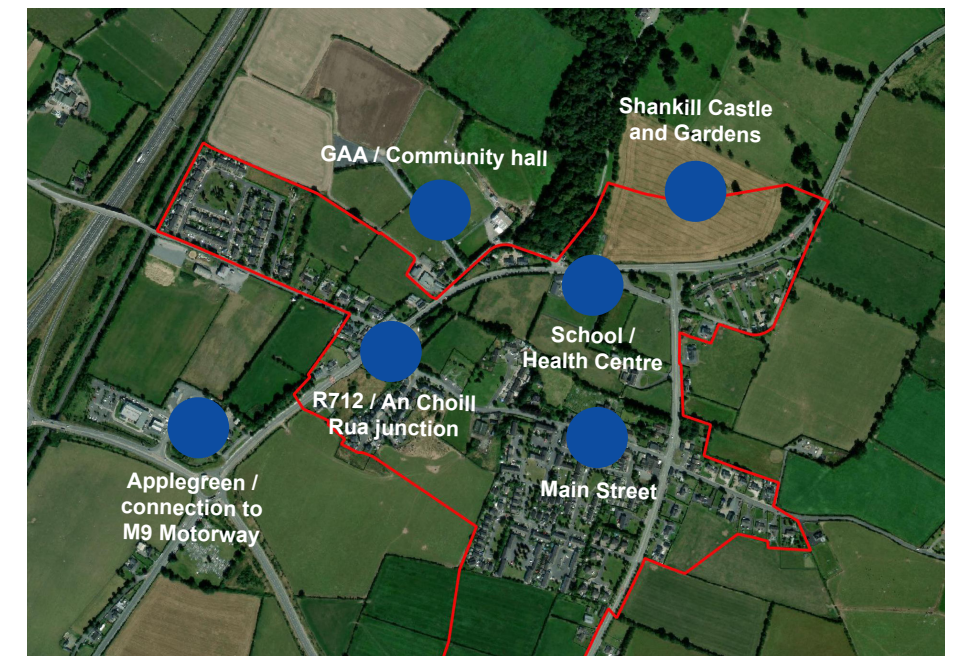 Shankill Castle
and Gardens
GAA / Community hall
School /
Health Centre
R712 / An Choill
Rua junction
Main Street
Applegreen /
connection to
M9 Motorway